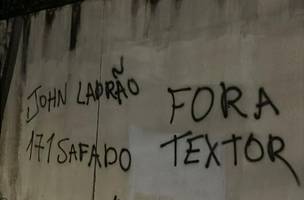 JOHN LADRÃO
171 SAFADO
FORA
TEXTOR